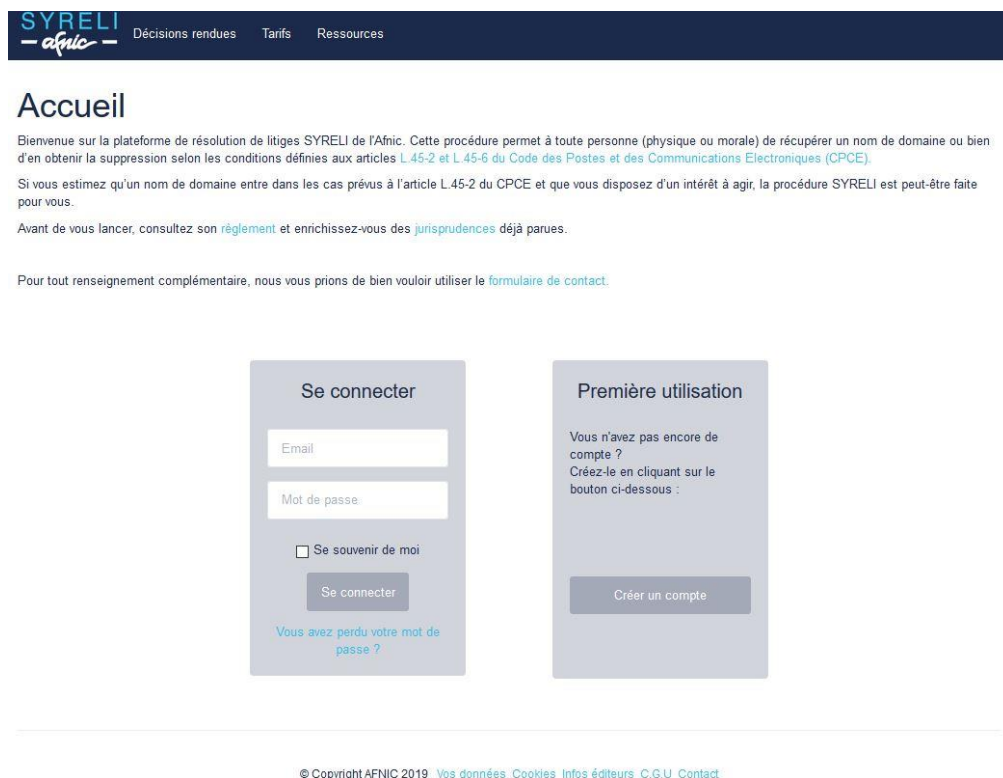 SYRELI
afnic
Décisions rendues Tarifs Ressources
Accueil
Bienvenue sur la plateforme de résolution de litiges SYRELI de l'Afnic. Cette procédure permet à toute personne (physique ou morale) de récupérer un nom de domaine ou bien
d'en obtenir la suppression selon les conditions définies aux articles L.45-2 et L.45-6 du Code des Postes et des Communications Electroniques (CPCE).
Si vous estimez qu'un nom de domaine entre dans les cas prévus à l'article L.45-2 du CPCE et que vous disposez d'un intérêt à agir, la procédure SYRELI est peut-être faite
pour vous.
Avant de vous lancer, consultez son règlement et enrichissez-vous des jurisprudences déjà parues.
Pour tout renseignement complémentaire, nous vous prions de bien vouloir utiliser le formulaire de contact.
Se connecter
Email
Mot de passe
Se souvenir de moi
Se connecter
Vous avez perdu votre mot de
passe ?
Première utilisation
Vous n'avez pas encore de
compte ?
Créez-le en cliquant sur le
bouton ci-dessous :
Créer un compte
© Copyright AFNIC 2019 Vos données Cookies Infos éditeurs C.G.U Contact